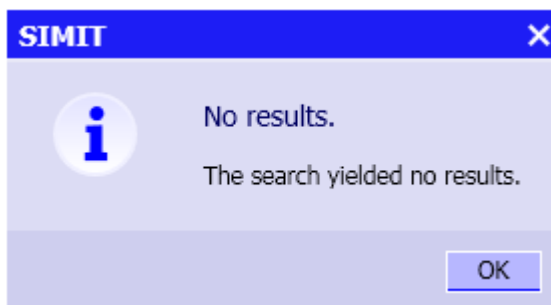 SIMIT
No results.
The search yielded no results.
OK